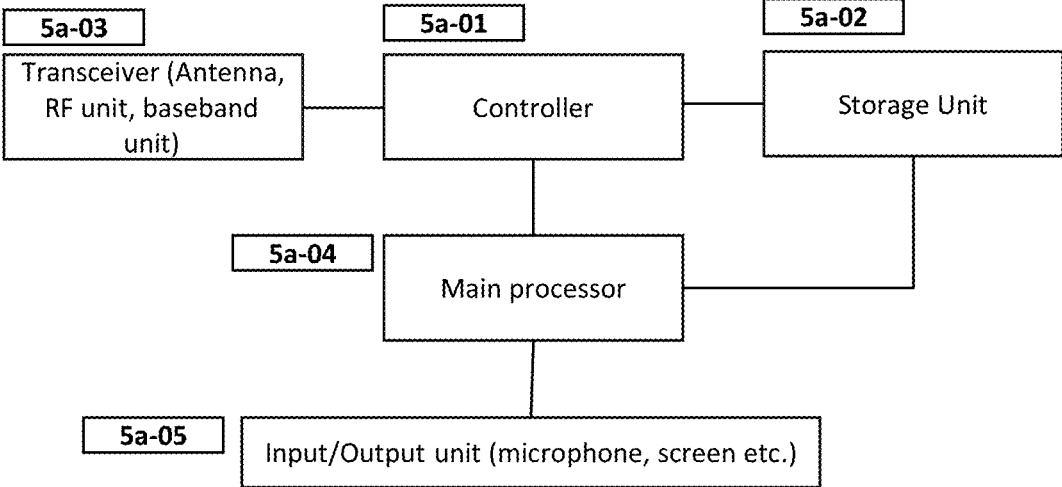 5a-03
5a-01
5a-02
Transceiver (Antenna,
RF unit, baseband
unit)
Controller
Storage Unit
5a-04
Main processor
5a-05
Input/Output unit (microphone, screen etc.)